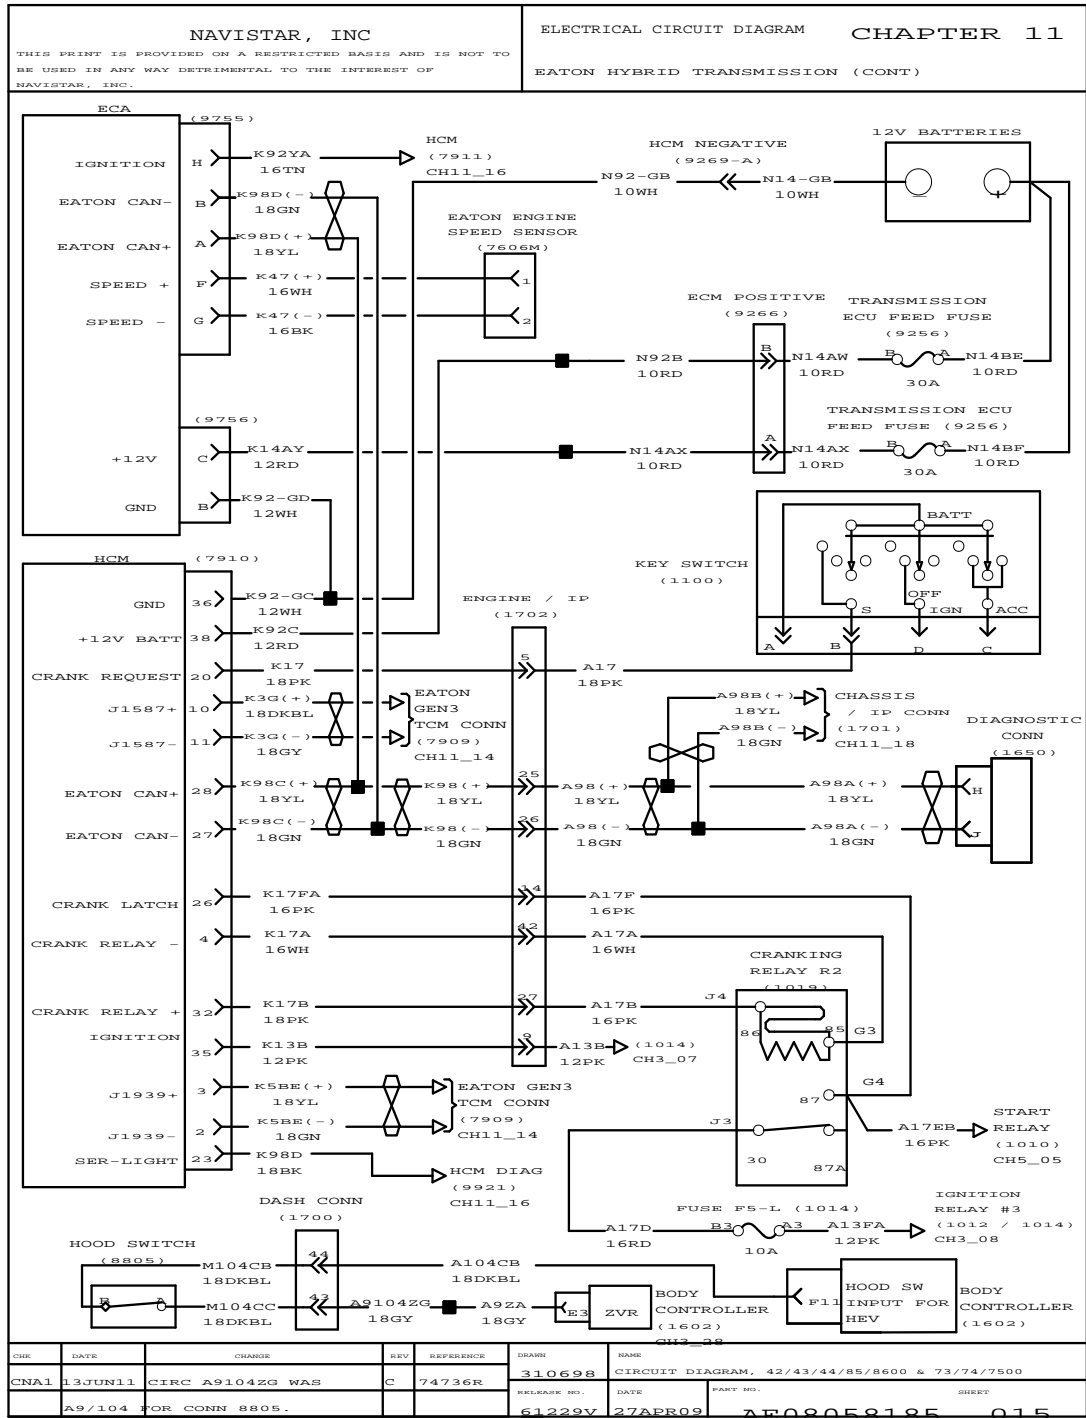 NAVISTAR, INC
THIS PRINT IS PROVIDED ON A RESTRICTED BASIS AND IS NOT TO
BE USED IN ANY WAY DETRIMENTAL TO THE INTEREST OF
NAVISTAR, INC.
ELECTRICAL CIRCUIT DIAGRAM CHAPTER 11
EATON HYBRID TRANSMISSION (CONT)
ECA
(9755)
IGNITION H K92YA
16TN
HCM
(7911)
CH11_16
EATON CAN- B K98D(-)
18GN
EATON CAN+ A K98D(+)
18YL
SPEED + F K47(+)
16WH
SPEED - G K47(-)
16BK
EATON ENGINE
SPEED SENSOR
(7606M)
1
2
HCM NEGATIVE
(9269-A)
N92-GB N14-GB
10WH 10WH
12V BATTERIES
- +
ECM POSITIVE
(9266)
TRANSMISSION
ECU FEED FUSE
(9256)
N92B B N14AW B A N14BE
10RD 10RD 30A 10RD
TRANSMISSION ECU
FEED FUSE (9256)
N14AX A N14AX B A N14BF
10RD 10RD 30A 10RD
(9756)
+12V C K14AY
12RD
GND B K92-GD
12WH
KEY SWITCH
(1100)
BATT
OFF
S IGN ACC
A B D C
HCM (7910)
GND 36 K92-GC
12WH
+12V BATT 38 K92C
12RD
ENGINE / IP
(1702)
CRANK REQUEST 20 K17 5 A17
18PK 18PK
J1587+ 10 K3G(+)
18DKBL
J1587- 11 K3G(-)
18GY
EATON
GEN3
TCM CONN
(7909)
CH11_14
A98B(+)
18YL
A98B(-)
18GN
CHASSIS
/ IP CONN
(1701)
CH11_18
DIAGNOSTIC
CONN
(1650)
EATON CAN+ 28 K98C(+) K98(+) 25 A98(+) A98A(+) H
18YL 18YL 18YL 18YL
EATON CAN- 27 K98C(-) K98(-) 26 A98(-) A98A(-) J
18GN 18GN 18GN 18GN
CRANK LATCH 26 K17FA 14 A17F
16PK 16PK
CRANK RELAY - 4 K17A 42 A17A
16WH 16WH
CRANK RELAY + 32 K17B 27 A17B
18PK 16PK
IGNITION 35 K13B 9 A13B (1014)
12PK 12PK CH3_07
CRANKING
RELAY R2
(1019)
J4
86 85 G3
87 G4
J3
30 87A
A17EB
16PK
START
RELAY
(1010)
CH5_05
J1939+ 3 K5BE(+)
18YL
J1939- 2 K5BE(-)
18GN
EATON GEN3
TCM CONN
(7909)
CH11_14
SER-LIGHT 23 K98D
18BK
HCM DIAG
(9921)
CH11_16
FUSE F5-L (1014)
A17D B3 A3 A13FA
16RD 10A 12PK
IGNITION
RELAY #3
(1012 / 1014)
CH3_08
DASH CONN
(1700)
HOOD SWITCH
(8805)
B A
M104CB 44 A104CB
18DKBL 18DKBL
M104CC 43 A9104ZG A9ZA E3 ZVR
18DKBL 18GY 18GY
BODY
CONTROLLER
(1602)
CH3_28
F11 HOOD SW
INPUT FOR
HEV
BODY
CONTROLLER
(1602)
CHK DATE CHANGE REV REFERENCE DRAWN NAME
CNA1 13JUN11 CIRC A9104ZG WAS C 74736R 310698 CIRCUIT DIAGRAM, 42/43/44/85/8600 & 73/74/7500
RELEASE NO. DATE PART NO. SHEET
A9/104 FOR CONN 8805. 61229V 27APR09 AE08058185 015